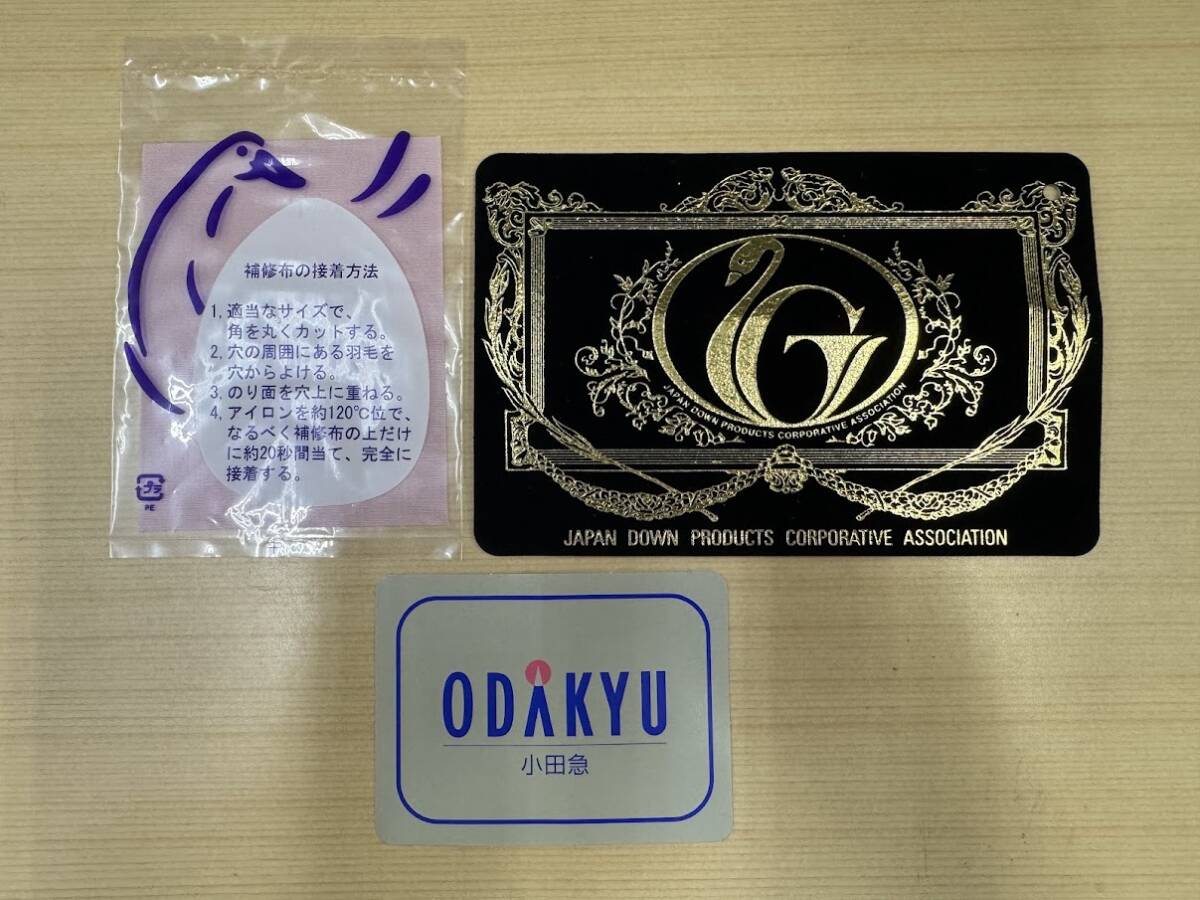 補修布の接着方法
1. 適当なサイズで、
角を丸くカットする。
2. 穴の周囲にある羽毛を
穴からよける。
3. のり面を穴上に重ねる。
4. アイロンを約120℃位で、
なるべく補修布の上だけ
に約20秒間当て、完全に
接着する。
プラ
PE
G
JAPAN DOWN PRODUCTS CORPORATIVE ASSOCIATION
JAPAN DOWN PRODUCTS CORPORATIVE ASSOCIATION
ODAKYU
小田急